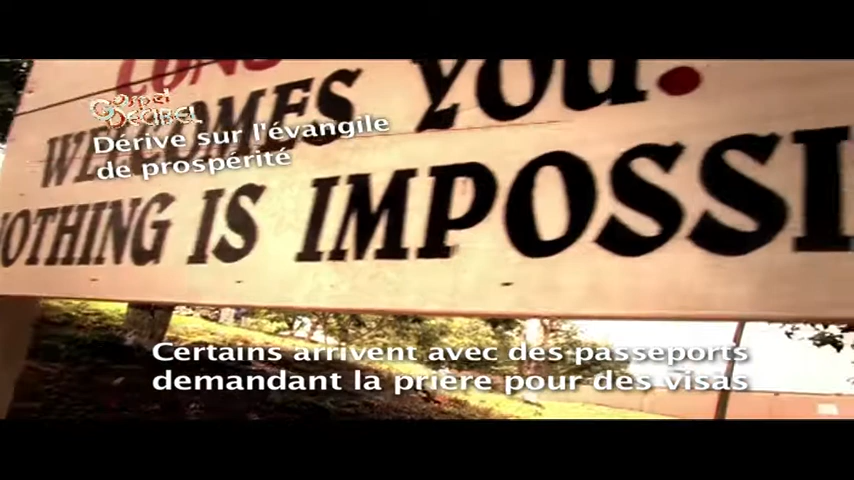 WELCOMES YOU.
NOTHING IS IMPOSSI
Gospel
DECIBEL
Dérive sur l'évangile
de prospérité
Certains arrivent avec des passeports
demandant la prière pour des visas